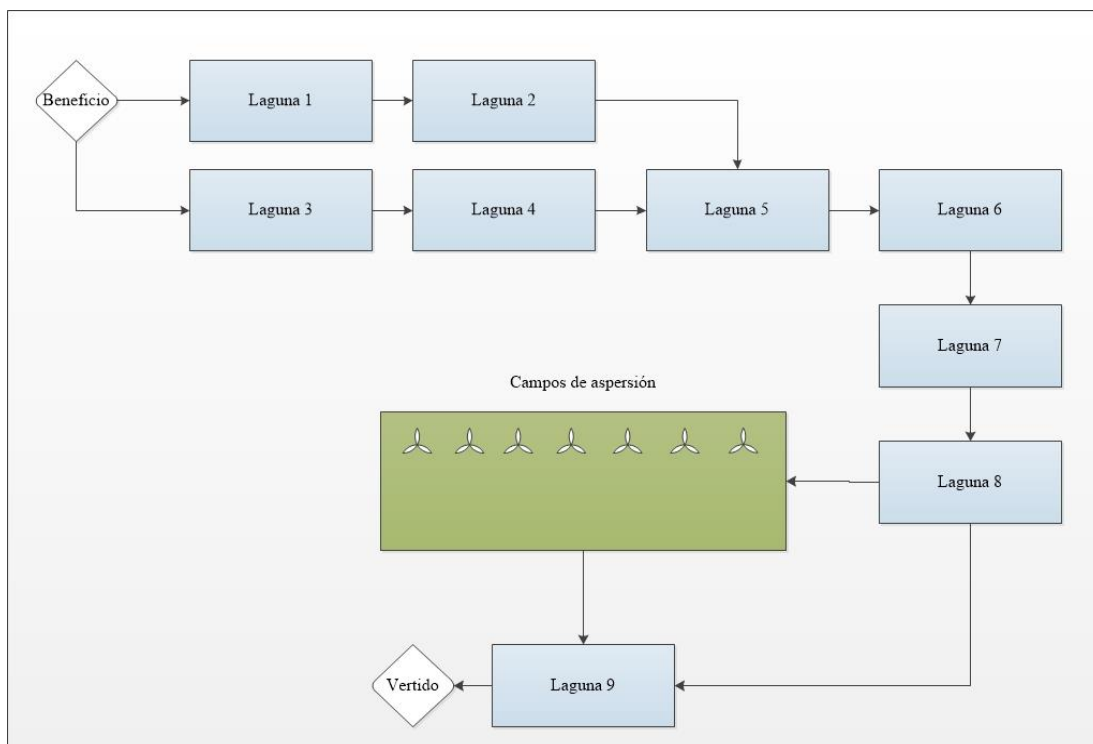 Beneficio
Laguna 1
Laguna 2
Laguna 3
Laguna 4
Laguna 5
Laguna 6
Laguna 7
Campos de aspersión
Laguna 8
Vertido
Laguna 9